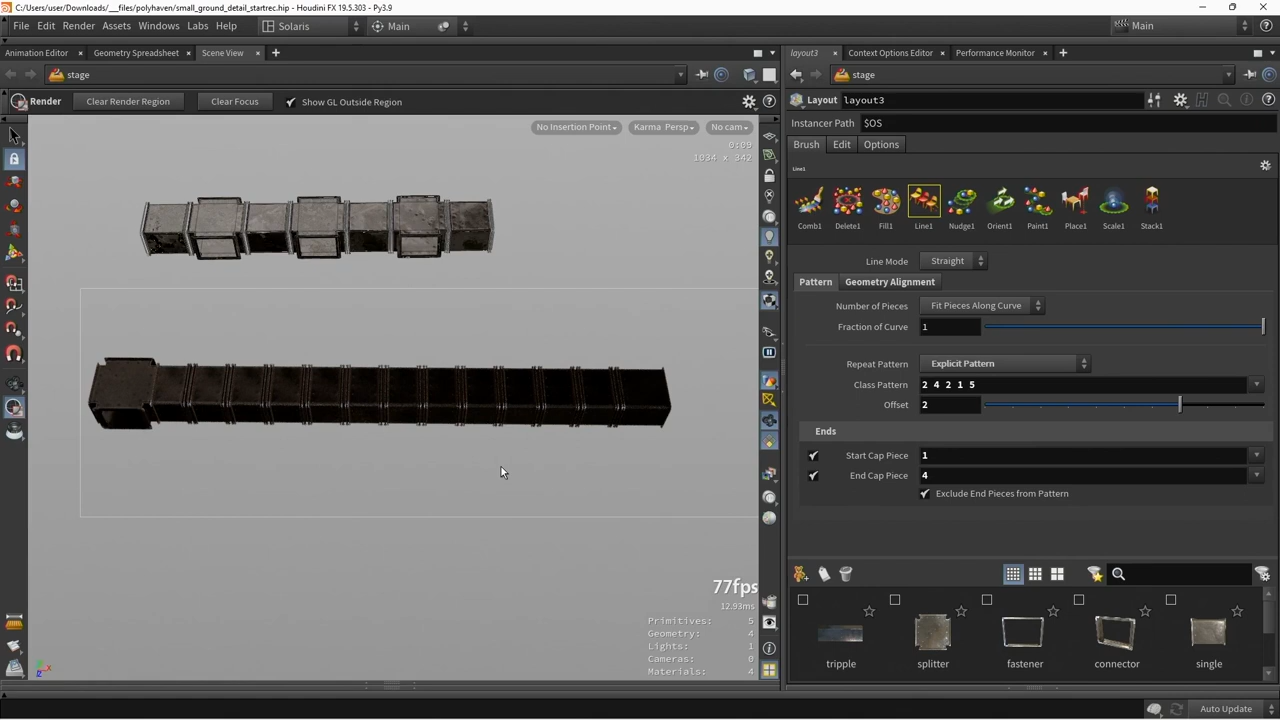 C:/Users/user/Downloads/__files/polyhaven/small_ground_detail_startrec.hip - Houdini FX 19.5.303 - Py3.9
File Edit Render Assets Windows Labs Help Solaris Main Main
Animation Editor Geometry Spreadsheet Scene View layout3 Context Options Editor Performance Monitor
stage stage
Render Clear Render Region Clear Focus Show GL Outside Region Layout layout3
No Insertion Point Karma_Persp No cam Instancer Path $OS
0:09
1034 x 342
Brush Edit Options
Line1
Comb1 Delete1 Fill1 Line1 Nudge1 Orient1 Paint1 Place1 Scale1 Stack1
Line Mode Straight
Pattern Geometry Alignment
Number of Pieces Fit Pieces Along Curve
Fraction of Curve 1
Repeat Pattern Explicit Pattern
Class Pattern 2 4 2 1 5
Offset 2
Ends
Start Cap Piece 1
End Cap Piece 4
Exclude End Pieces from Pattern
77fps
12.93ms
Primitives: 5
Geometry: 4
Lights: 1
Cameras: 0
Materials: 4
tripple splitter fastener connector single
Auto Update